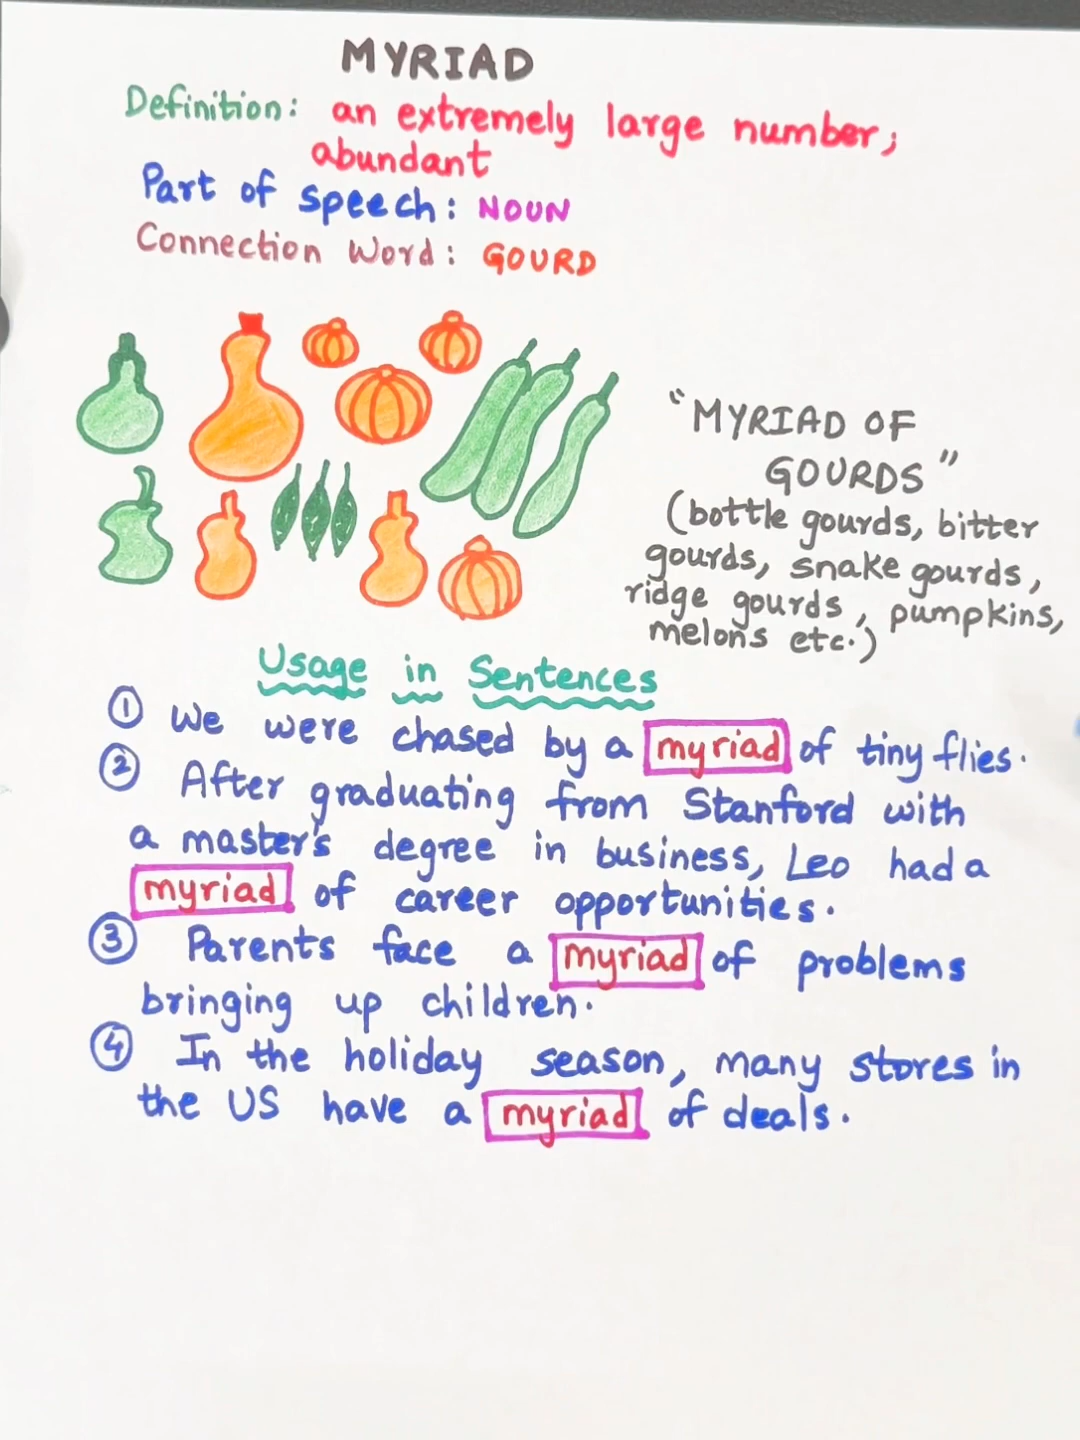 MYRIAD
Definition: an extremely large number;
abundant
Part of speech: NOUN
Connection Word: GOURD
"MYRIAD OF
GOURDS"
(bottle gourds, bitter
gourds, snake gourds,
ridge gourds, pumpkins,
melons etc.)
Usage in Sentences
① We were chased by a myriad of tiny flies.
② After graduating from Stanford with
a master's degree in business, Leo had a
myriad of career opportunities.
③ Parents face a myriad of problems
bringing up children.
④ In the holiday season, many stores in
the US have a myriad of deals.